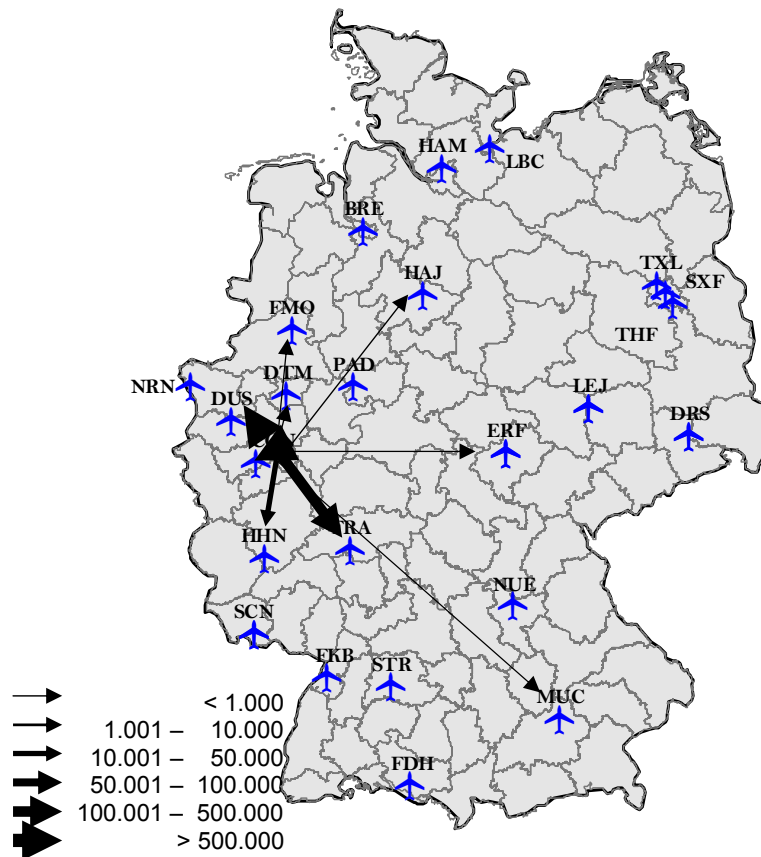 HAM
LBC
BRE
TXL
HAJ
SXF
FMO
THF
PAD
DTM
NRN
DUS
LEJ
DRS
ERF
RA
HHN
NUE
SCN
FKB
STR
MUC
FDH
< 1.000
1.001 – 10.000
10.001 – 50.000
50.001 – 100.000
100.001 – 500.000
> 500.000